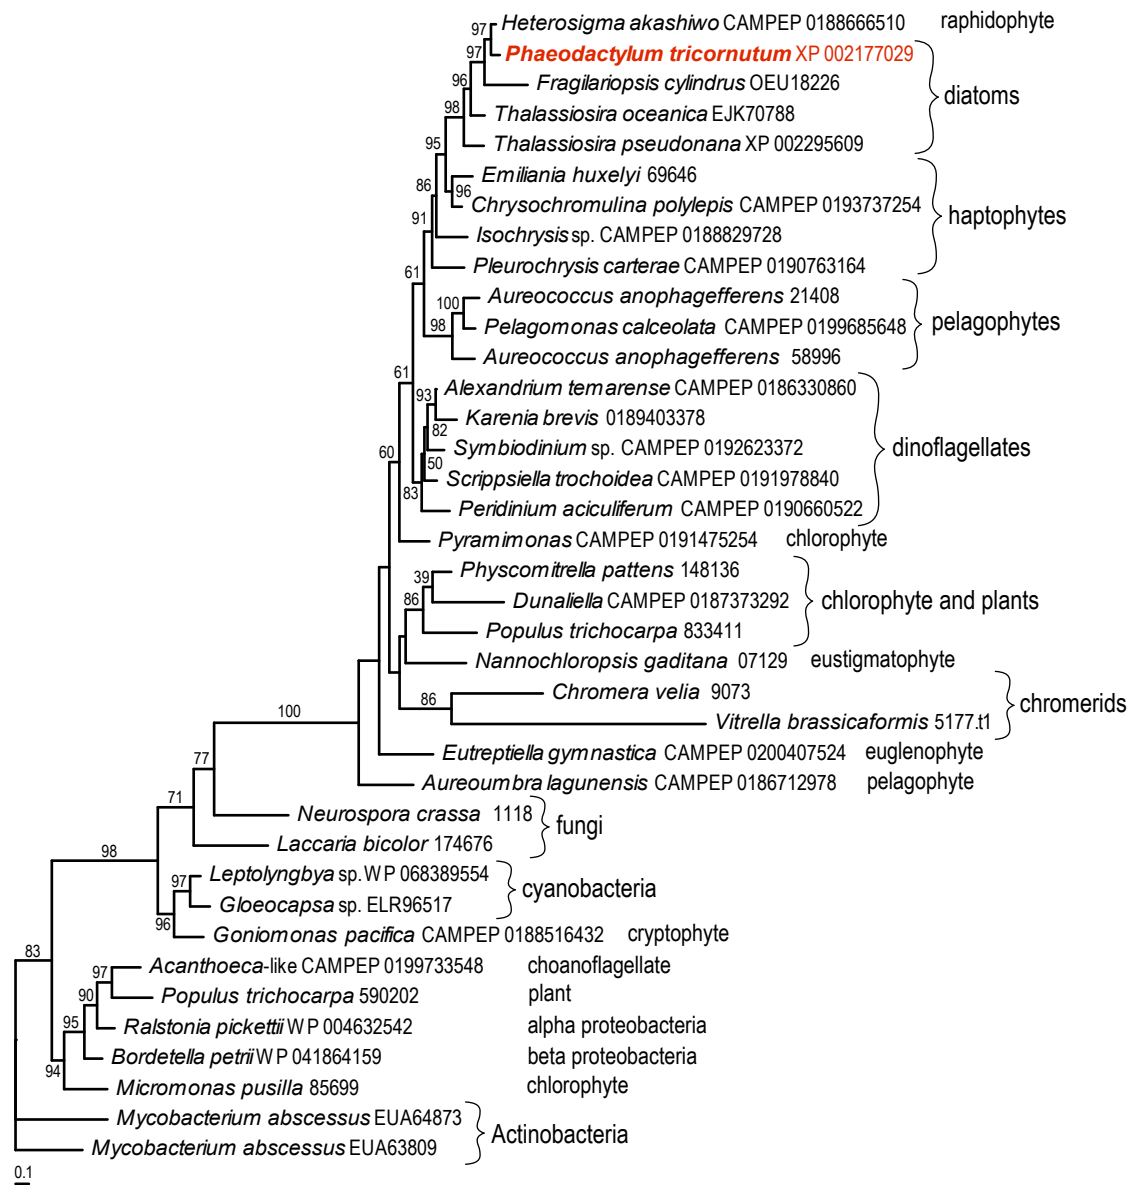 97 Heterosigma akashiwo CAMPEP 0188666510 raphidophyte
97 Phaeodactylum tricornutum XP 002177029
96 Fragilariopsis cylindrus OEU18226 diatoms
98 Thalassiosira oceanica EJK70788
95 Thalassiosira pseudonana XP 002295609
Emiliania huxelyi 69646
86 96 Chrysochromulina polylepis CAMPEP 0193737254 haptophytes
91 Isochrysis sp. CAMPEP 0188829728
Pleurochrysis carterae CAMPEP 0190763164
61 Aureococcus anophagefferens 21408
100 Pelagomonas calceolata CAMPEP 0199685648 pelagophytes
98 Aureococcus anophagefferens 58996
61 93 Alexandrium temarense CAMPEP 0186330860
Karenia brevis 0189403378
82 Symbiodinium sp. CAMPEP 0192623372 dinoflagellates
60 50 Scrippsiella trochoidea CAMPEP 0191978840
83 Peridinium aciculiferum CAMPEP 0190660522
Pyramimonas CAMPEP 0191475254 chlorophyte
39 Physcomitrella pattens 148136
86 Dunaliella CAMPEP 0187373292 chlorophyte and plants
Populus trichocarpa 833411
Nannochloropsis gaditana 07129 eustigmatophyte
86 Chromera velia 9073 chromerids
100 Vitrella brassicaformis 5177.t1
Eutreptiella gymnastica CAMPEP 0200407524 euglenophyte
77 Aureoumbra lagunensis CAMPEP 0186712978 pelagophyte
71 Neurospora crassa 1118 fungi
98 Laccaria bicolor 174676
97 Leptolyngbya sp. WP 068389554 cyanobacteria
Gloeocapsa sp. ELR96517
96 Goniomonas pacifica CAMPEP 0188516432 cryptophyte
83 97 Acanthoeca-like CAMPEP 0199733548 choanoflagellate
90 Populus trichocarpa 590202 plant
95 Ralstonia pickettii WP 004632542 alpha proteobacteria
Bordetella petrii WP 041864159 beta proteobacteria
94 Micromonas pusilla 85699 chlorophyte
Mycobacterium abscessus EUA64873 Actinobacteria
Mycobacterium abscessus EUA63809
0.1